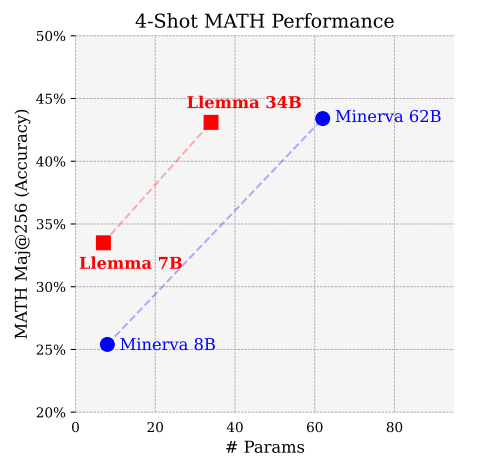 4-Shot MATH Performance
50%
45%
40%
35%
30%
25%
20%
MATH Maj@256 (Accuracy)
Llemma 34B
Minerva 62B
Llemma 7B
Minerva 8B
0 20 40 60 80
# Params